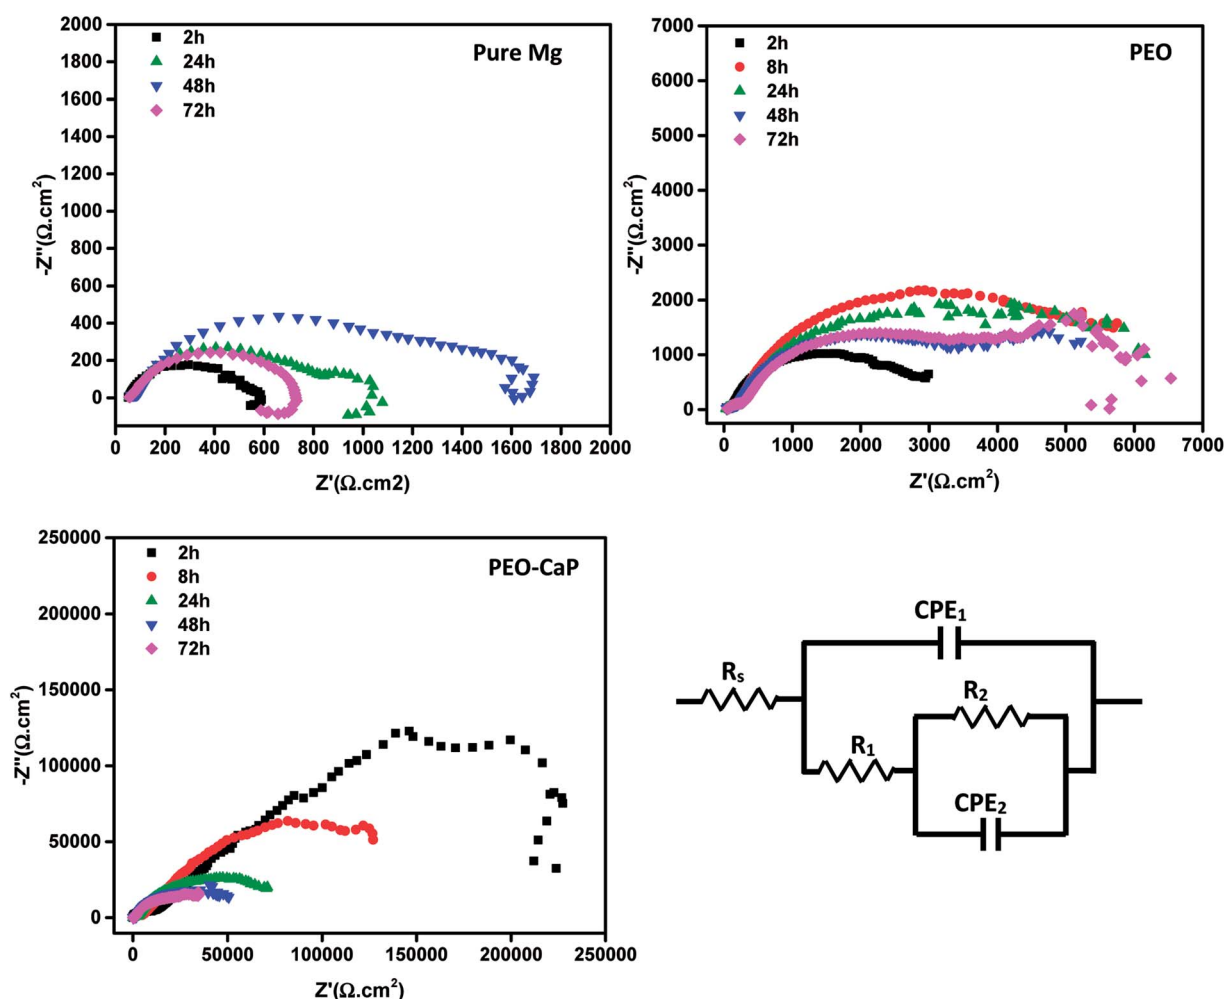 Pure Mg
2h
24h
48h
72h
2000
1800
1600
1400
1200
1000
800
600
400
200
0
-Z''(Ω.cm²)
0 200 400 600 800 1000 1200 1400 1600 1800 2000
Z'(Ω.cm2)
PEO
2h
8h
24h
48h
72h
7000
6000
5000
4000
3000
2000
1000
0
-Z''(Ω.cm²)
0 1000 2000 3000 4000 5000 6000 7000
Z'(Ω.cm²)
PEO-CaP
2h
8h
24h
48h
72h
250000
200000
150000
100000
50000
0
-Z''(Ω.cm²)
0 50000 100000 150000 200000 250000
Z'(Ω.cm²)
CPE₁
Rₛ
R₂
R₁
CPE₂